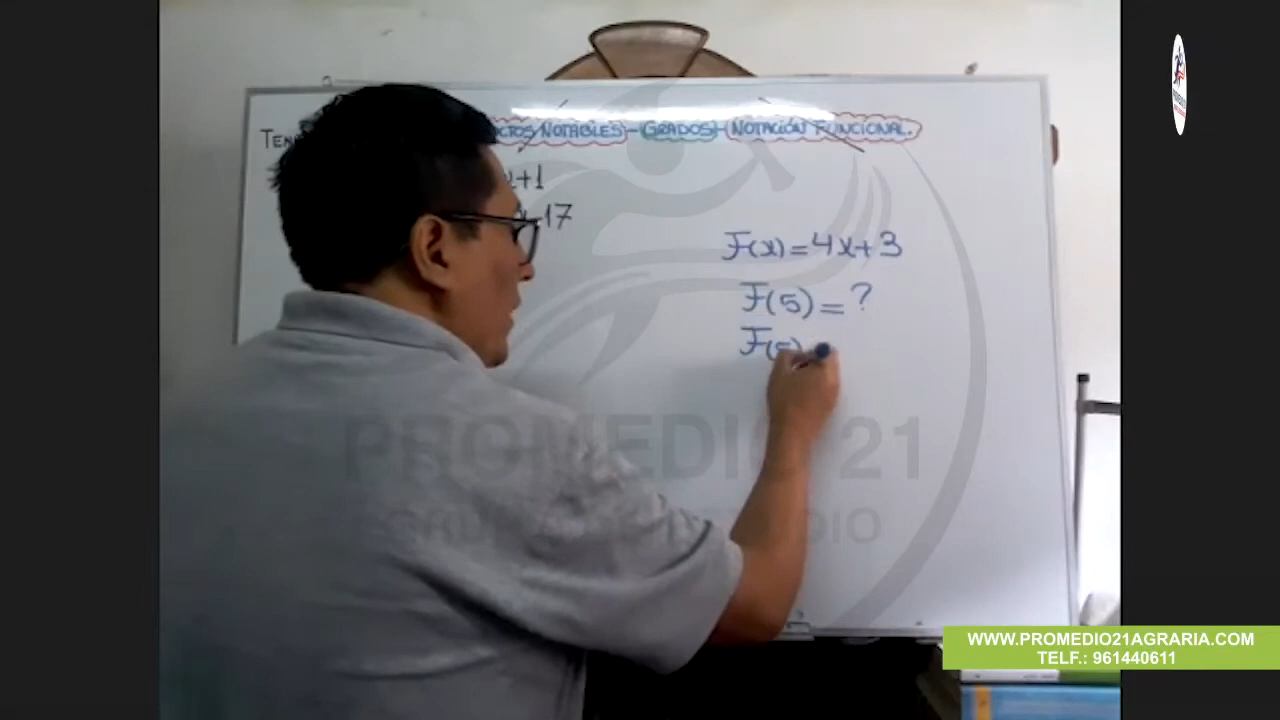 NOTABLES - GRADOS - NOTACIÓN FUNCIONAL.
x+1
-17
F(x)=4x+3
F(5)=?
F(5)
PROMEDIO 21
WWW.PROMEDIO21AGRARIA.COM
TELF.: 961440611